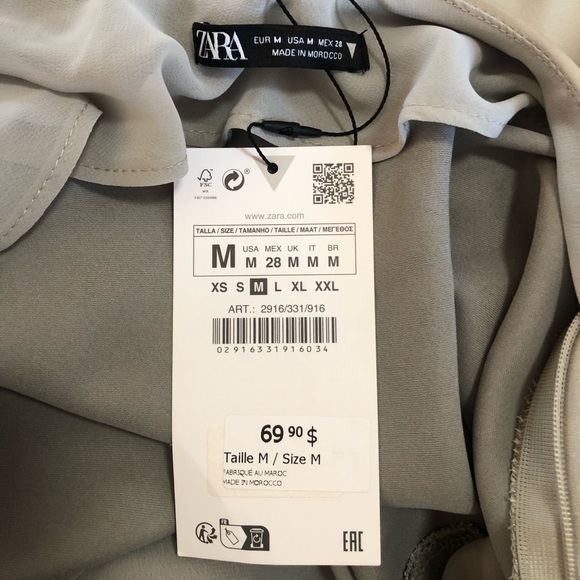 ZARA
EUR M USA M MEX 28
MADE IN MOROCCO
FSC
www.zara.com
TALLA / SIZE / TAMANHO / TAILLE / MAAT / ΜΕΓΕΘΟΣ
M
USA MEX UK IT BR
M 28 M M M
XS S M L XL XXL
ART.: 2916/331/916
02916331916034
69 90 $
Taille M / Size M
FABRIQUÉ AU MAROC
MADE IN MOROCCO
FR
EAC